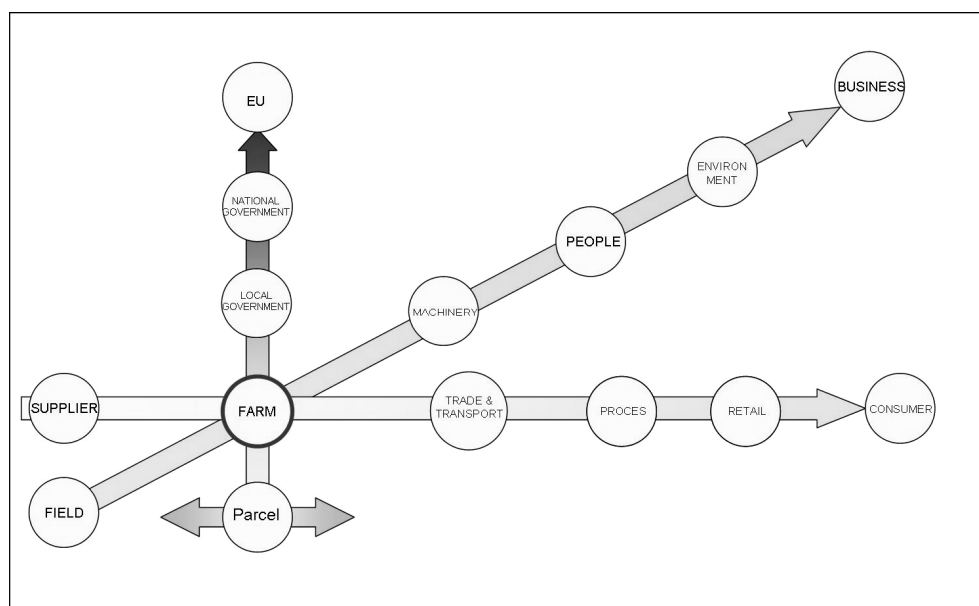 BUSINESS
EU
ENVIRON
MENT
NATIONAL
GOVERNMENT
PEOPLE
LOCAL
GOVERNMENT
MACHINERY
SUPPLIER
FARM
TRADE &
TRANSPORT
PROCES
RETAIL
CONSUMER
FIELD
Parcel